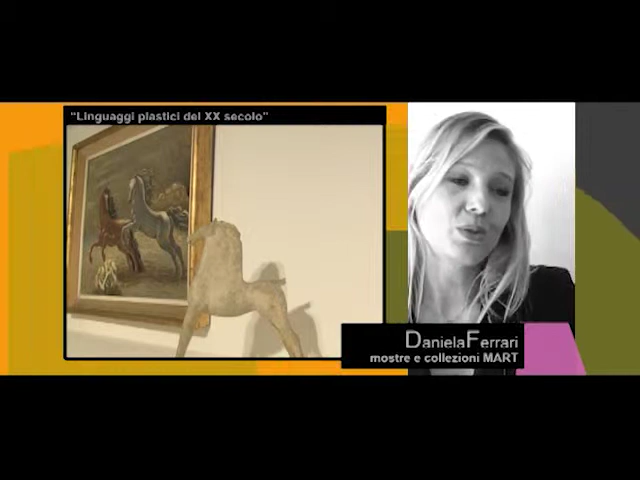 "Linguaggi plastici del XX secolo"
DanielaFerrari
mostre e collezioni MART